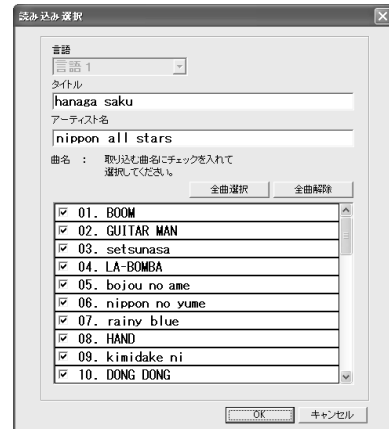 読み込み選択
言語
言語 1
タイトル
hanaga saku
アーティスト名
nippon all stars
曲名 : 取り込む曲名にチェックを入れて
選択してください。
全曲選択 全曲解除
01. BOOM
02. GUITAR MAN
03. setsunasa
04. LA-BOMBA
05. bojou no ame
06. nippon no yume
07. rainy blue
08. HAND
09. kimidake ni
10. DONG DONG
OK キャンセル